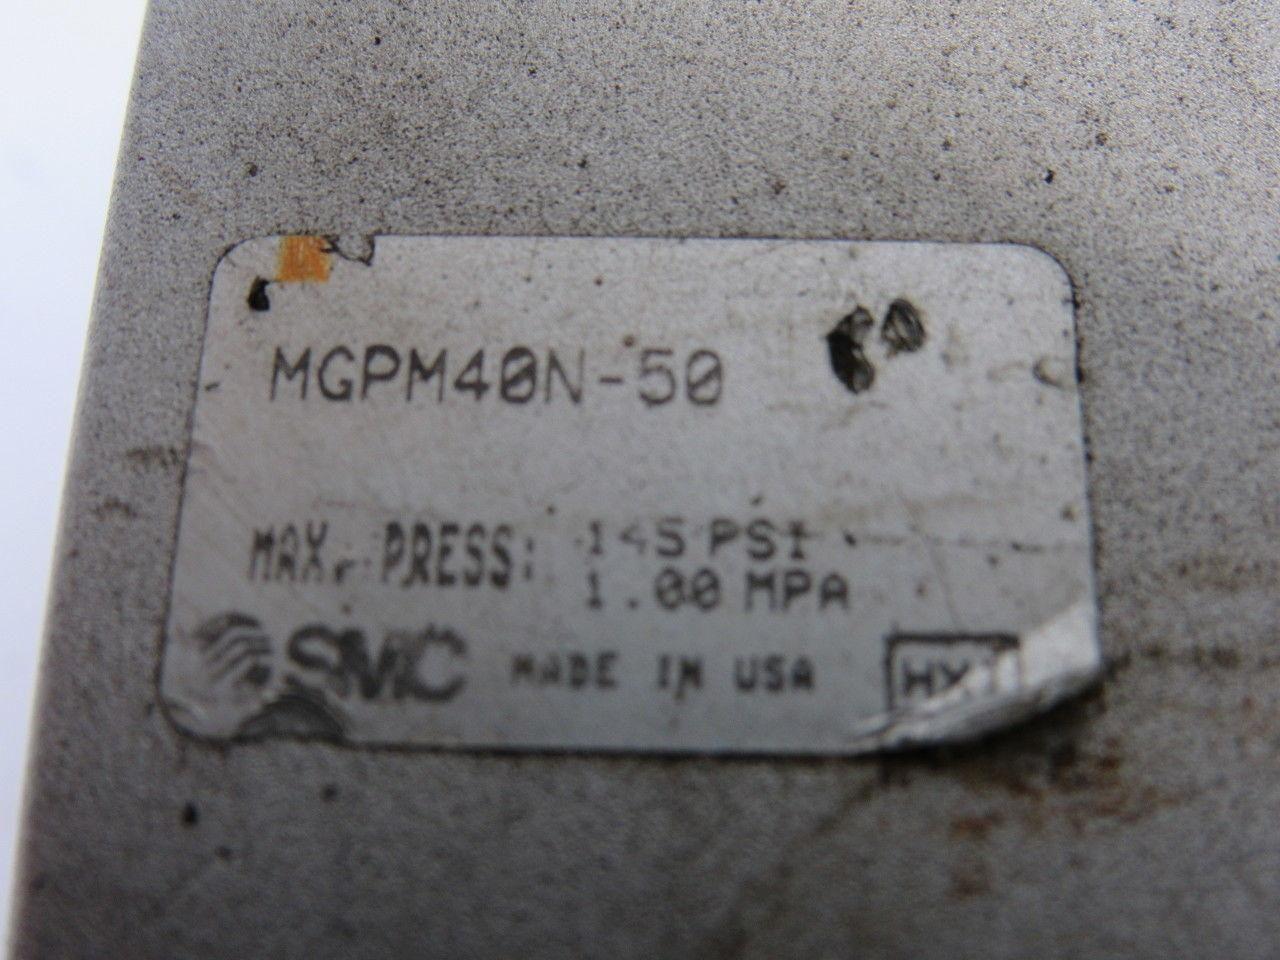 MGPM40N-50
MAX. PRESS: 145 PSI
1.00 MPA
SMC MADE IN USA